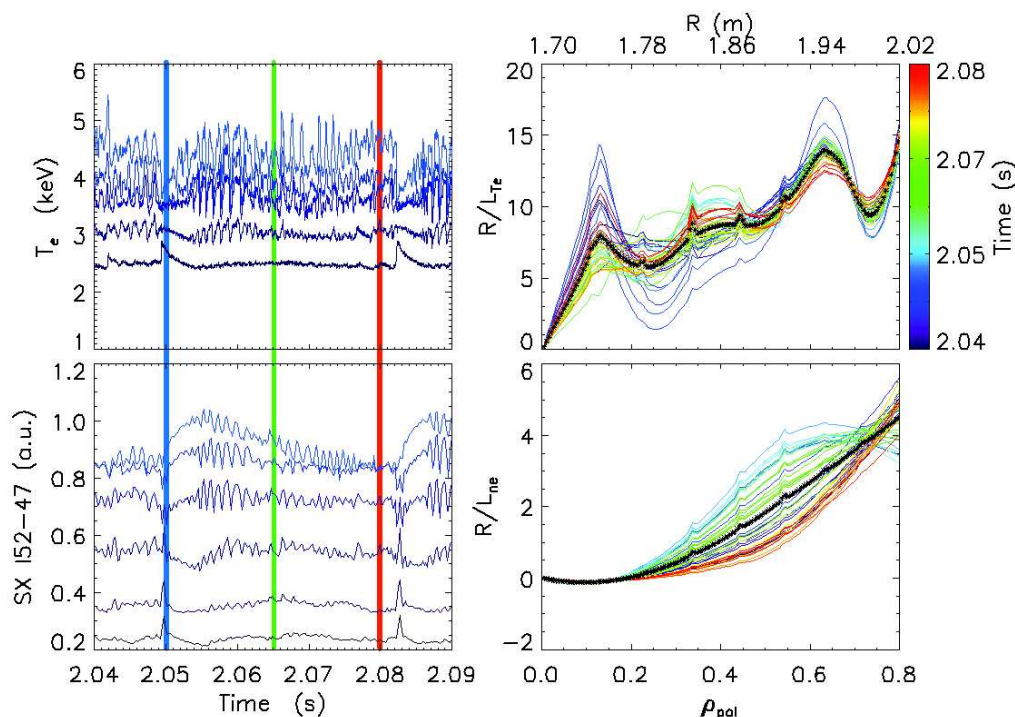 R (m)
1.70 1.78 1.86 1.94 2.02
6
5
4
3
2
1
T_e (keV)
20
15
10
5
0
R/L_Te
2.08
2.07
2.05
2.04
Time (s)
1.2
1.0
0.8
0.6
0.4
0.2
SX I52-47 (a.u.)
2.04 2.05 2.06 2.07 2.08 2.09
Time (s)
6
4
2
0
-2
R/L_ne
0.0 0.2 0.4 0.6 0.8
ρ_pol